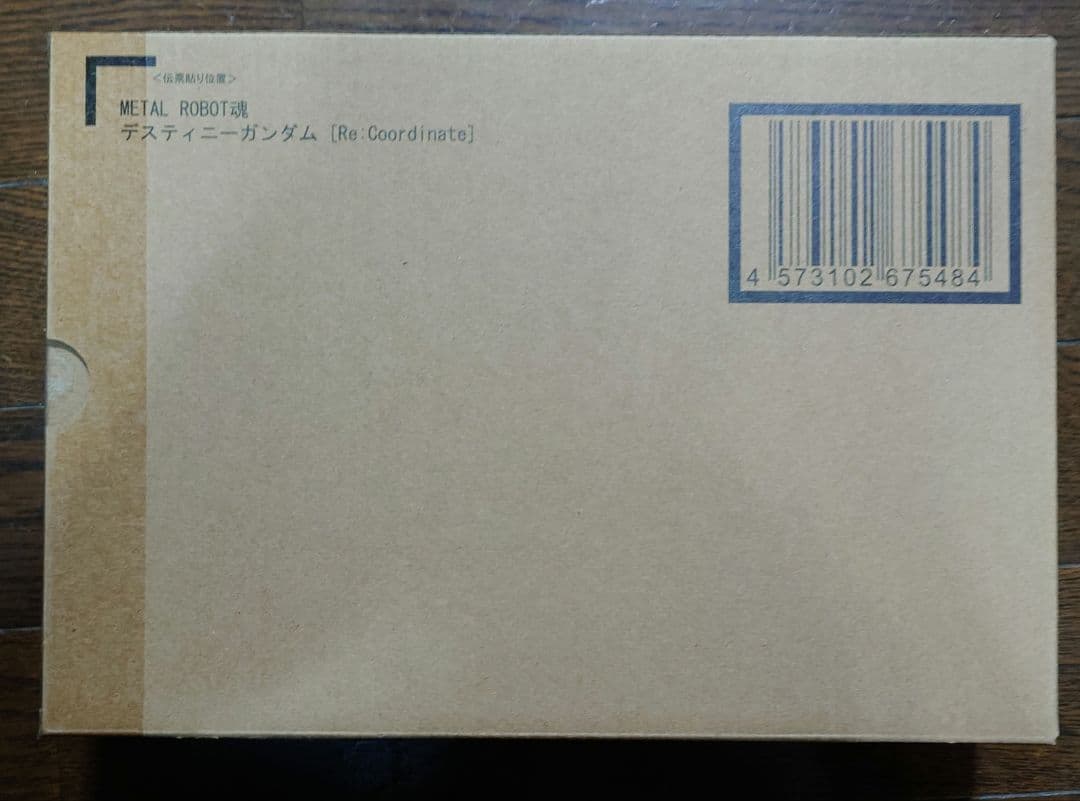 <伝票貼り位置>
METAL ROBOT魂
デスティニーガンダム [Re:Coordinate]
4 573102 675484